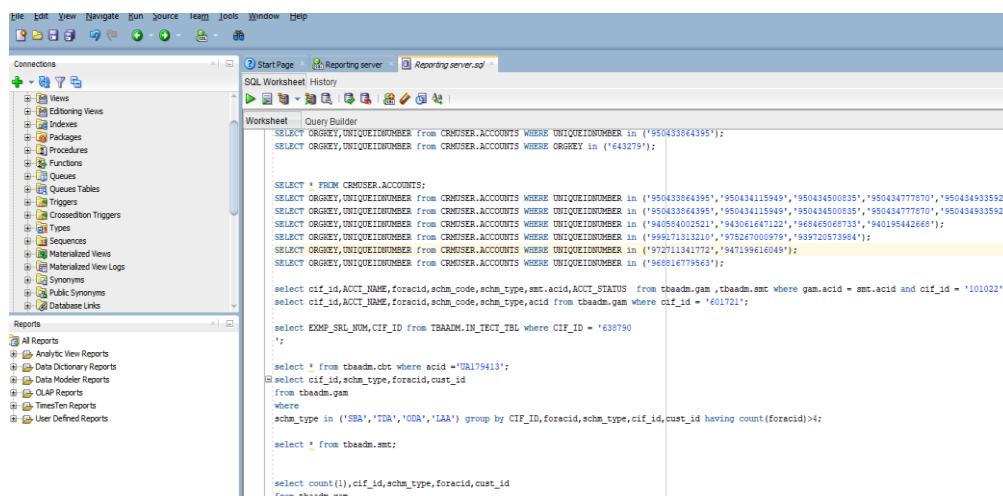 File Edit View Navigate Run Source Team Tools Window Help
Connections
Views
Editioning Views
Indexes
Packages
Procedures
Functions
Queues
Queues Tables
Triggers
Crossedition Triggers
Types
Sequences
Materialized Views
Materialized View Logs
Synonyms
Public Synonyms
Database Links
Reports
All Reports
Analytic View Reports
Data Dictionary Reports
Data Modeler Reports
OLAP Reports
TimesTen Reports
User Defined Reports
Start Page Reporting server Reporting server.sql
SQL Worksheet History
Worksheet Query Builder
SELECT ORGKEY,UNIQUEIDNUMBER from CRMUSER.ACCOUNTS WHERE UNIQUEIDNUMBER in ('950433864395');
SELECT ORGKEY,UNIQUEIDNUMBER from CRMUSER.ACCOUNTS WHERE ORGKEY in ('643279');
SELECT * FROM CRMUSER.ACCOUNTS;
SELECT ORGKEY,UNIQUEIDNUMBER from CRMUSER.ACCOUNTS WHERE UNIQUEIDNUMBER in ('950433864395','950434115949','950434500835','950434777870','950434933592
SELECT ORGKEY,UNIQUEIDNUMBER from CRMUSER.ACCOUNTS WHERE UNIQUEIDNUMBER in ('950433864395','950434115949','950434500835','950434777870','950434933592
SELECT ORGKEY,UNIQUEIDNUMBER from CRMUSER.ACCOUNTS WHERE UNIQUEIDNUMBER in ('940584002521','943061647122','968465068733','940195442668');
SELECT ORGKEY,UNIQUEIDNUMBER from CRMUSER.ACCOUNTS WHERE UNIQUEIDNUMBER in ('999171313210','975267000979','939720573984');
SELECT ORGKEY,UNIQUEIDNUMBER from CRMUSER.ACCOUNTS WHERE UNIQUEIDNUMBER in ('972711341772','947199616049');
SELECT ORGKEY,UNIQUEIDNUMBER from CRMUSER.ACCOUNTS WHERE UNIQUEIDNUMBER in ('968816779563');
select cif_id,ACCT_NAME,foracid,schm_code,schm_type,smt.acid,ACCT_STATUS from tbaadm.gam ,tbaadm.smt where gam.acid = smt.acid and cif_id = '101022'
select cif_id,ACCT_NAME,foracid,schm_code,schm_type,acid from tbaadm.gam where cif_id = '601721';
select EXMP_SRL_NUM,CIF_ID from TBAADM.IN_TECT_TBL where CIF_ID = '638790
';
select * from tbaadm.cbt where acid ='UA179413';
select cif_id,schm_type,foracid,cust_id
from tbaadm.gam
where
schm_type in ('SBA','TDA','ODA','LAA') group by CIF_ID,foracid,schm_type,cif_id,cust_id having count(foracid)>4;
select * from tbaadm.smt;
select count(1),cif_id,schm_type,foracid,cust_id
from tbaadm.gam